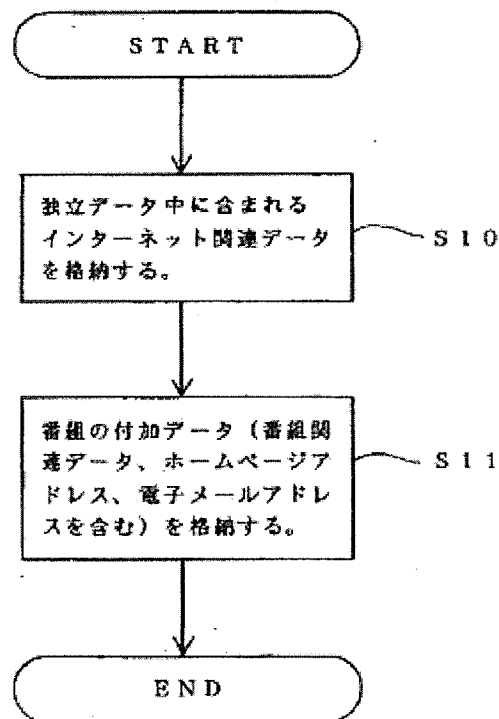 START
独立データ中に含まれる
インターネット関連データ
を格納する。
S10
番組の付加データ（番組関
連データ、ホームページア
ドレス、電子メールアドレ
スを含む）を格納する。
S11
END